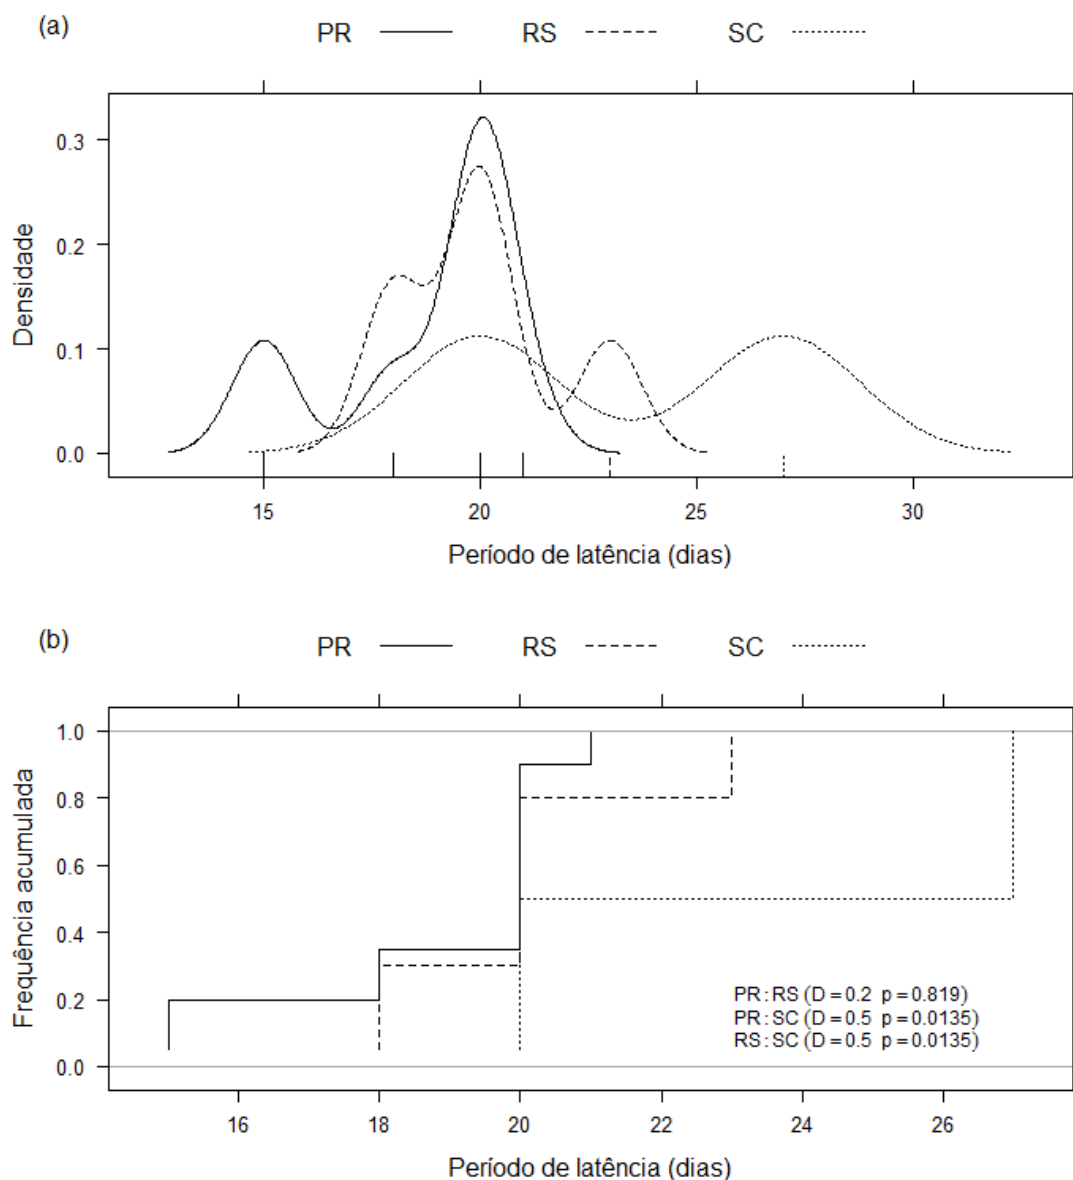 (a)
PR RS SC
0.3
0.2
0.1
0.0
Densidade
15 20 25 30
Período de latência (dias)
(b)
PR RS SC
1.0
0.8
0.6
0.4
0.2
0.0
Frequência acumulada
PR:RS (D=0.2 p=0.819)
PR:SC (D=0.5 p=0.0135)
RS:SC (D=0.5 p=0.0135)
16 18 20 22 24 26
Período de latência (dias)